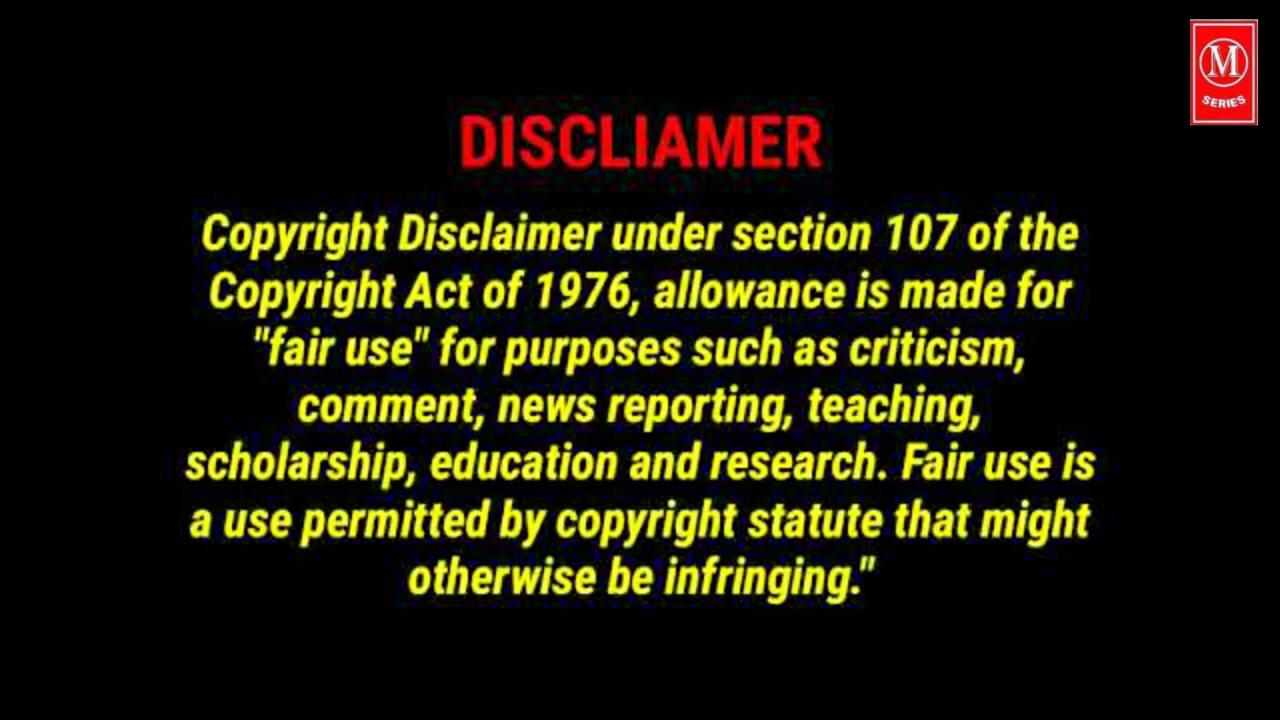 M
SERIES
DISCLIAMER
Copyright Disclaimer under section 107 of the
Copyright Act of 1976, allowance is made for
"fair use" for purposes such as criticism,
comment, news reporting, teaching,
scholarship, education and research. Fair use is
a use permitted by copyright statute that might
otherwise be infringing."